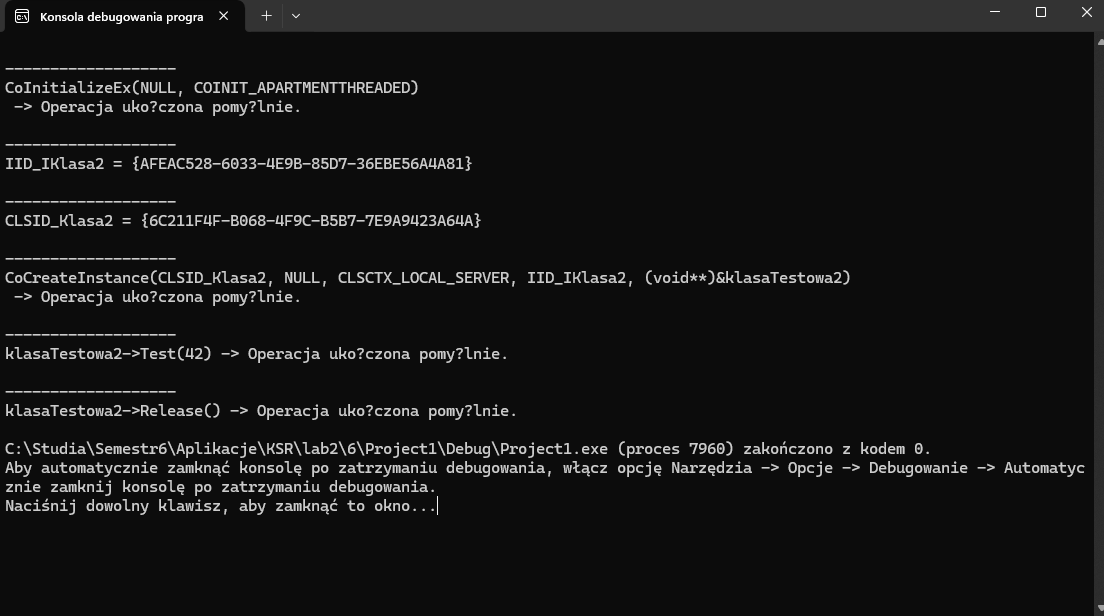 Konsola debugowania progra
-------------------
CoInitializeEx(NULL, COINIT_APARTMENTTHREADED)
-> Operacja uko?czona pomy?lnie.
-------------------
IID_IKlasa2 = {AFEAC528-6033-4E9B-85D7-36EBE56A4A81}
-------------------
CLSID_Klasa2 = {6C211F4F-B068-4F9C-B5B7-7E9A9423A64A}
-------------------
CoCreateInstance(CLSID_Klasa2, NULL, CLSCTX_LOCAL_SERVER, IID_IKlasa2, (void**)&klasaTestowa2)
-> Operacja uko?czona pomy?lnie.
-------------------
klasaTestowa2->Test(42) -> Operacja uko?czona pomy?lnie.
-------------------
klasaTestowa2->Release() -> Operacja uko?czona pomy?lnie.
C:\Studia\Semestr6\Aplikacje\KSR\lab2\6\Project1\Debug\Project1.exe (proces 7960) zakończono z kodem 0.
Aby automatycznie zamknąć konsolę po zatrzymaniu debugowania, włącz opcję Narzędzia -> Opcje -> Debugowanie -> Automatyc
znie zamknij konsolę po zatrzymaniu debugowania.
Naciśnij dowolny klawisz, aby zamknąć to okno...